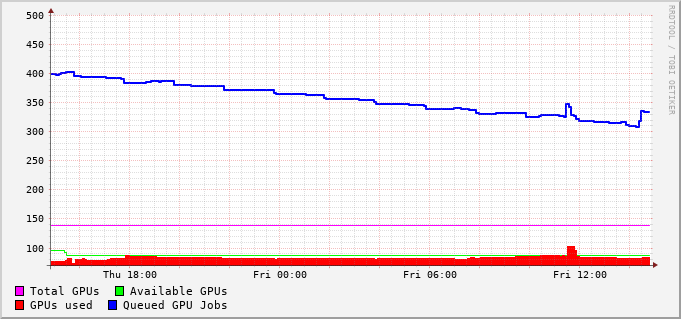 500
450
400
350
300
250
200
150
100
Thu 18:00 Fri 00:00 Fri 06:00 Fri 12:00
Total GPUs Available GPUs
GPUs used Queued GPU Jobs
RRDTOOL / TOBI OETIKER